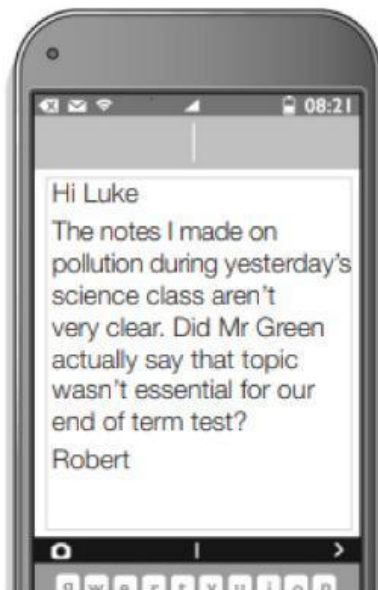 08:21
Hi Luke
The notes I made on
pollution during yesterday's
science class aren't
very clear. Did Mr Green
actually say that topic
wasn't essential for our
end of term test?
Robert
q w e r t y u i o p